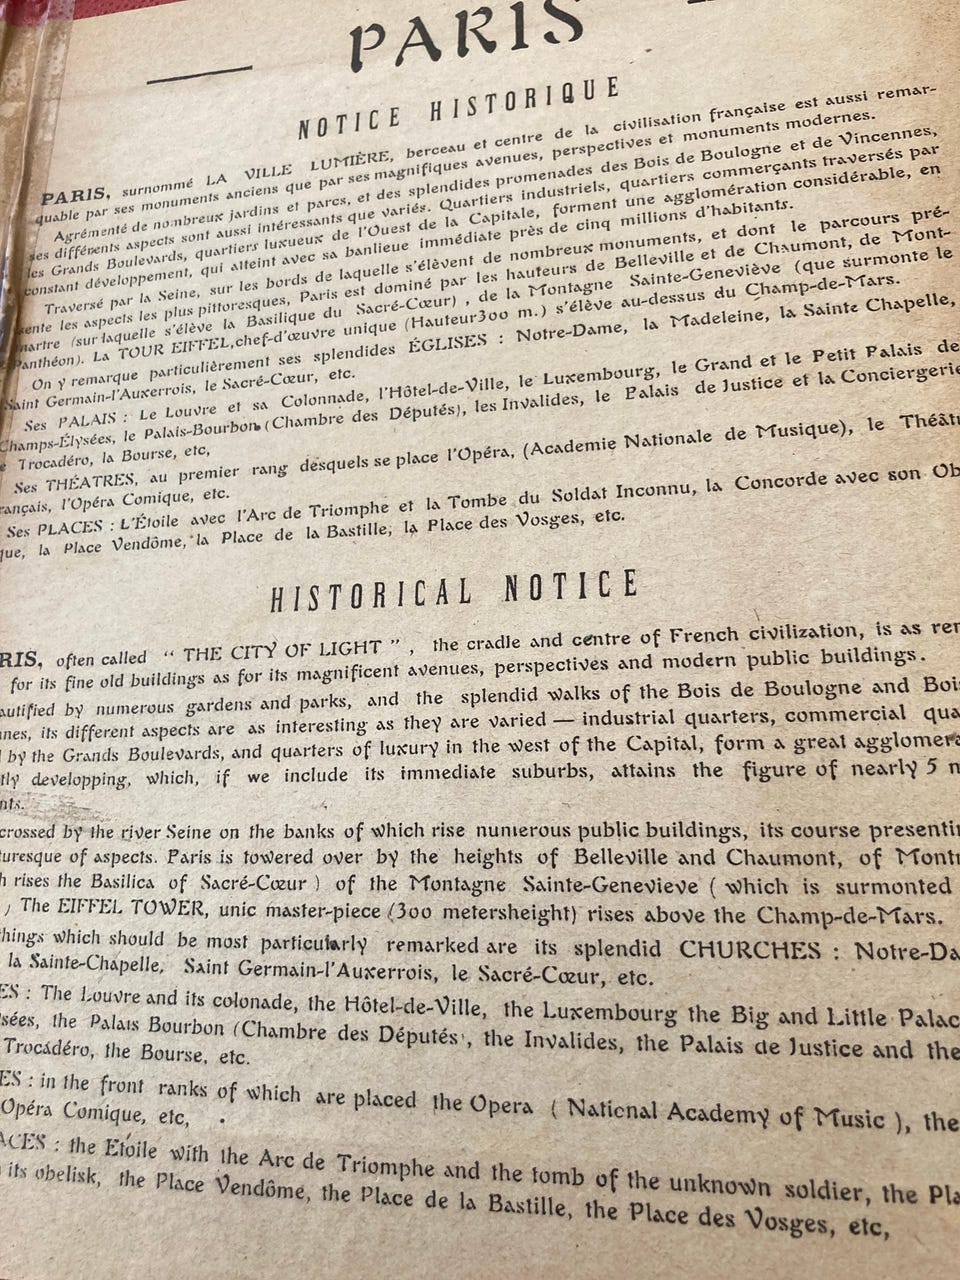 PARIS
NOTICE HISTORIQUE
PARIS, surnommé LA VILLE LUMIÈRE, berceau et centre de la civilisation française est aussi remar-
quable par ses monuments anciens que par ses magnifiques avenues, perspectives et monuments modernes.
Agrémenté de nombreux jardins et parcs, et des splendides promenades des Bois de Boulogne et de Vincennes,
ses différents aspects sont aussi intéressants que variés. Quartiers industriels, quartiers commerçants traversés par
les Grands Boulevards, quartiers luxueux de l'Ouest de la Capitale, forment une agglomération considérable, en
constant développement, qui atteint avec sa banlieue immédiate près de cinq millions d'habitants.
Traversé par la Seine, sur les bords de laquelle s'élèvent de nombreux monuments, et dont le parcours pré-
sente les aspects les plus pittoresques, Paris est dominé par les hauteurs de Belleville et de Chaumont, de Mont-
martre (sur laquelle s'élève la Basilique du Sacré-Cœur) , de la Montagne Sainte-Geneviève (que surmonte le
Panthéon). La TOUR EIFFEL,chef-d'œuvre unique (Hauteur300 m.) s'élève au-dessus du Champ-de-Mars.
On y remarque particulièrement ses splendides ÉGLISES : Notre-Dame, la Madeleine, la Sainte Chapelle,
Saint Germain-l'Auxerrois, le Sacré-Cœur, etc.
Ses PALAIS : Le Louvre et sa Colonnade, l'Hôtel-de-Ville, le Luxembourg, le Grand et le Petit Palais de
Champs-Élysées, le Palais-Bourbon (Chambre des Députés), les Invalides, le Palais de Justice et la Conciergerie
e Trocadéro, la Bourse, etc,
Ses THÉATRES, au premier rang desquels se place l'Opéra, (Academie Nationale de Musique), le Théâtr
rançais, l'Opéra Comique, etc.
Ses PLACES : L'Étoile avec l'Arc de Triomphe et la Tombe du Soldat Inconnu, la Concorde avec son Ob
que, la Place Vendôme, la Place de la Bastille, la Place des Vosges, etc.
HISTORICAL NOTICE
RIS, often called “ THE CITY OF LIGHT ” , the cradle and centre of French civilization, is as rem
for its fine old buildings as for its magnificent avenues, perspectives and modern public buildings.
autified by numerous gardens and parks, and the splendid walks of the Bois de Boulogne and Bois
nnes, its different aspects are as interesting as they are varied — industrial quarters, commercial qua
l by the Grands Boulevards, and quarters of luxury in the west of the Capital, form a great agglomera
tly developping, which, if we include its immediate suburbs, attains the figure of nearly 5 m
nts.
crossed by the river Seine on the banks of which rise numerous public buildings, its course presentin
turesque of aspects. Paris is towered over by the heights of Belleville and Chaumont, of Montr
h rises the Basilica of Sacré-Cœur ) of the Montagne Sainte-Genevieve ( which is surmonted
) The EIFFEL TOWER, unic master-piece (300 metersheight) rises above the Champ-de-Mars.
things which should be most particularly remarked are its splendid CHURCHES : Notre-Da
la Sainte-Chapelle, Saint Germain-l'Auxerrois, le Sacré-Cœur, etc.
ES : The Louvre and its colonade, the Hôtel-de-Ville, the Luxembourg the Big and Little Palac
sées, the Palais Bourbon (Chambre des Députés), the Invalides, the Palais de Justice and the
Trocadéro, the Bourse, etc.
ES : in the front ranks of which are placed the Opera ( National Academy of Music ), the
Opéra Comique, etc,
ACES : the Etoile with the Arc de Triomphe and the tomb of the unknown soldier, the Pla
its obelisk, the Place Vendôme, the Place de la Bastille, the Place des Vosges, etc,